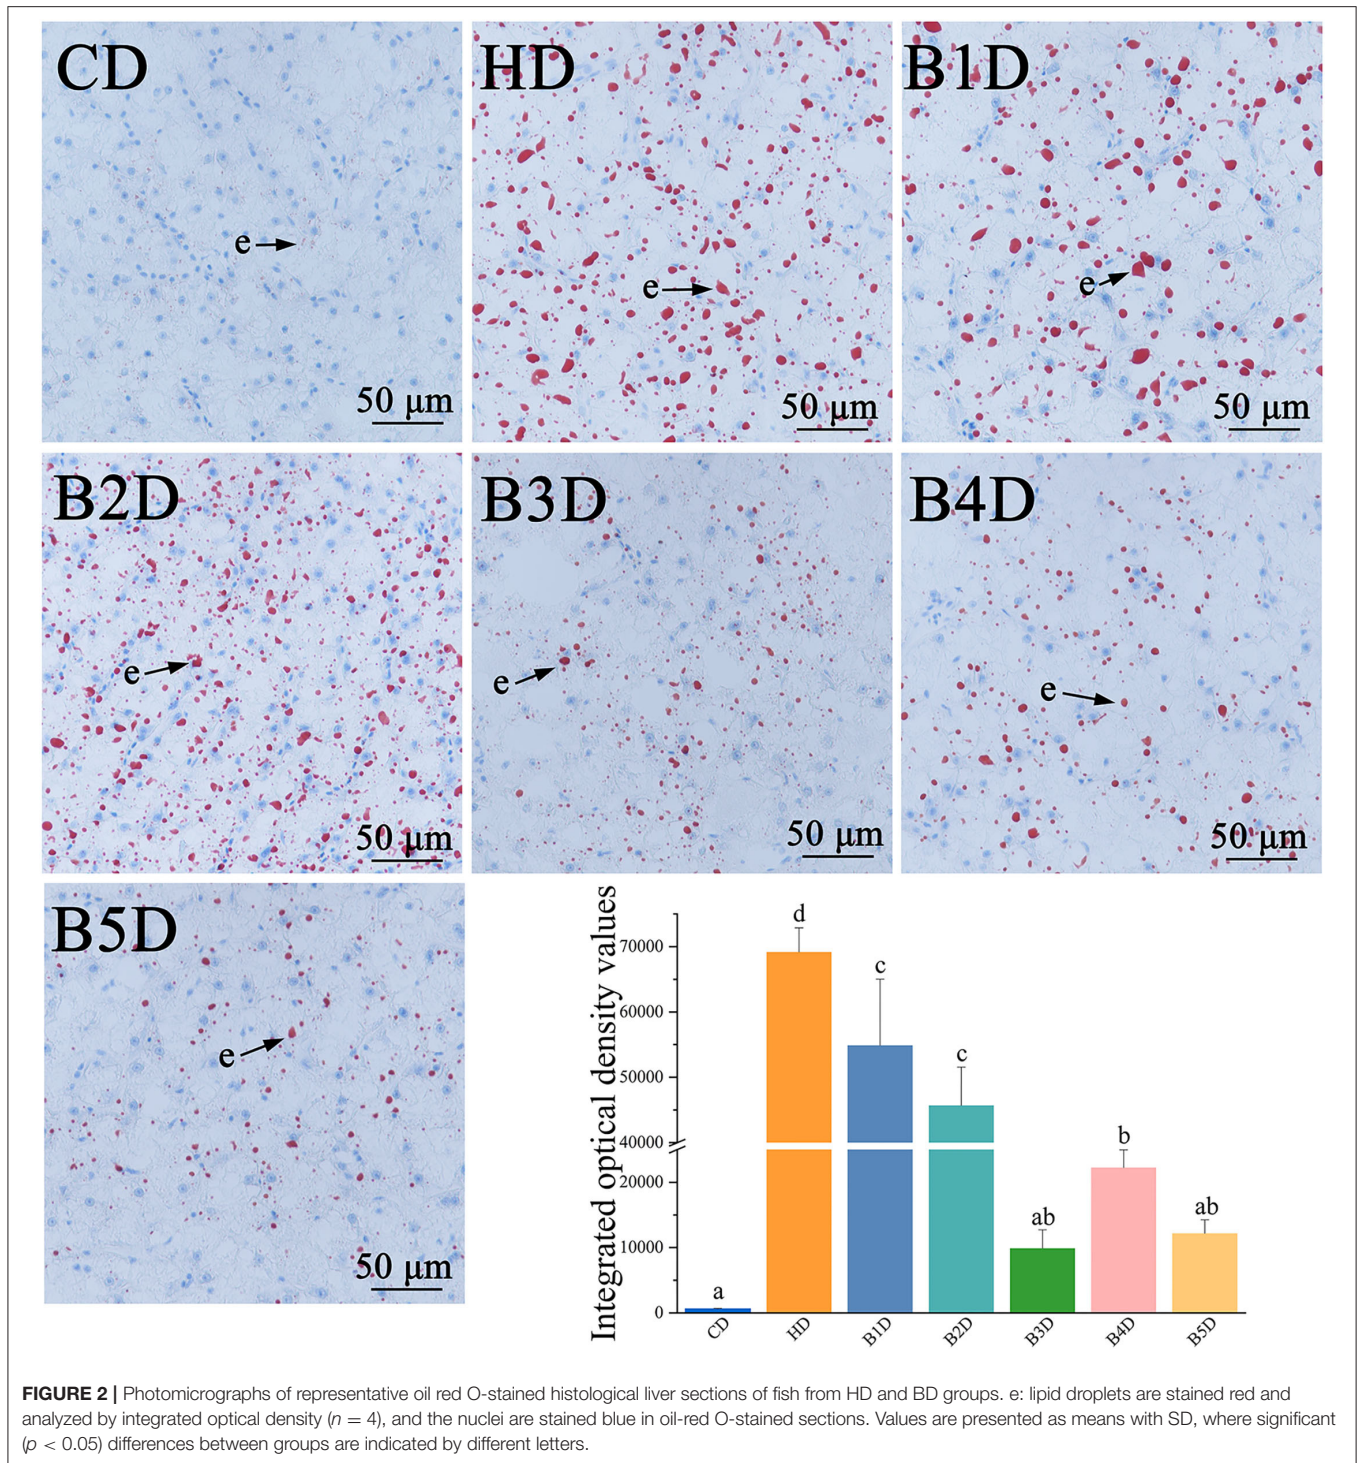 CD
HD
B1D
e
e
e
50 μm
50 μm
50 μm
B2D
B3D
B4D
e
e
e
50 μm
50 μm
50 μm
B5D
e
50 μm
Integrated optical density values
70000
60000
50000
40000
20000
10000
0
a
d
c
c
ab
b
ab
CD
HD
B1D
B2D
B3D
B4D
B5D
FIGURE 2 | Photomicrographs of representative oil red O-stained histological liver sections of fish from HD and BD groups. e: lipid droplets are stained red and
analyzed by integrated optical density (n = 4), and the nuclei are stained blue in oil-red O-stained sections. Values are presented as means with SD, where significant
(p < 0.05) differences between groups are indicated by different letters.